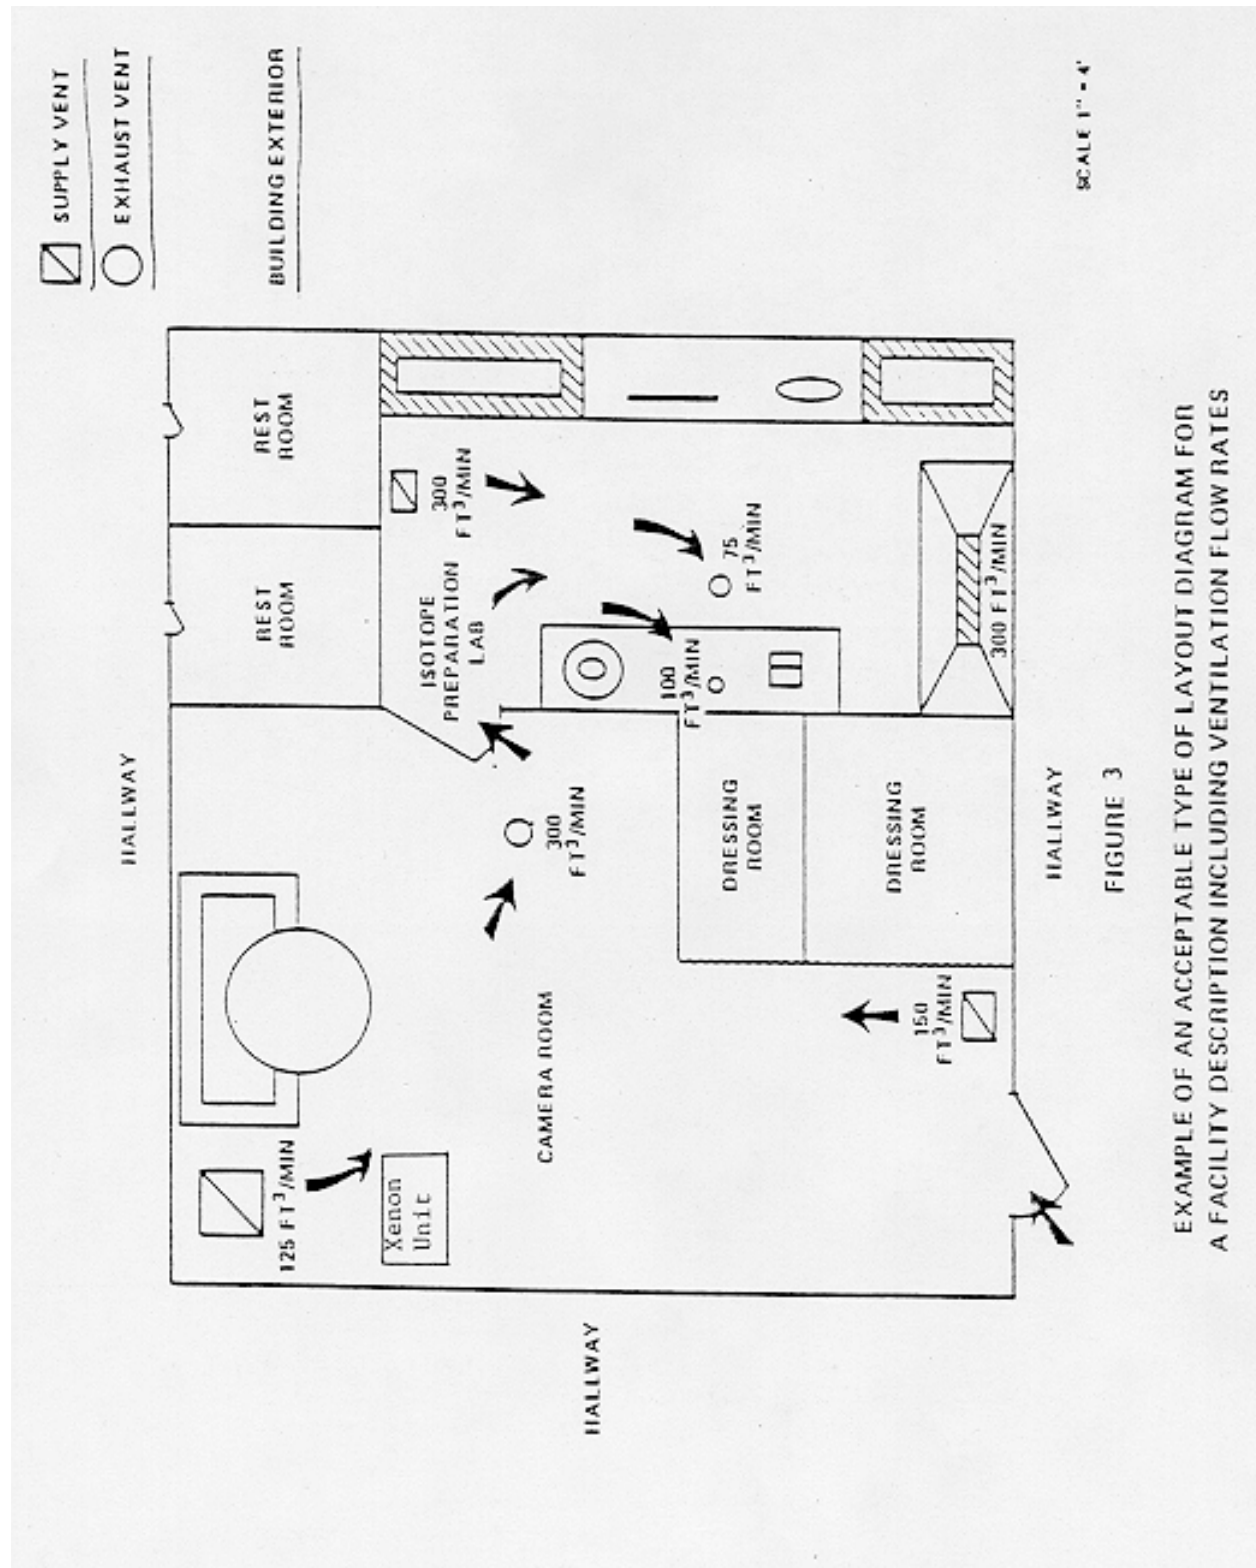 SUPPLY VENT
EXHAUST VENT
BUILDING EXTERIOR
SCALE 1" = 4'
HALLWAY
REST
ROOM
REST
ROOM
300
FT³/MIN
ISOTOPE
PREPARATION
LAB
75
FT³/MIN
100
FT³/MIN
300 FT³/MIN
300
FT³/MIN
DRESSING
ROOM
DRESSING
ROOM
HALLWAY
CAMERA ROOM
150
FT³/MIN
125 FT³/MIN
Xenon
Unit
HALLWAY
FIGURE 3
EXAMPLE OF AN ACCEPTABLE TYPE OF LAYOUT DIAGRAM FOR
A FACILITY DESCRIPTION INCLUDING VENTILATION FLOW RATES